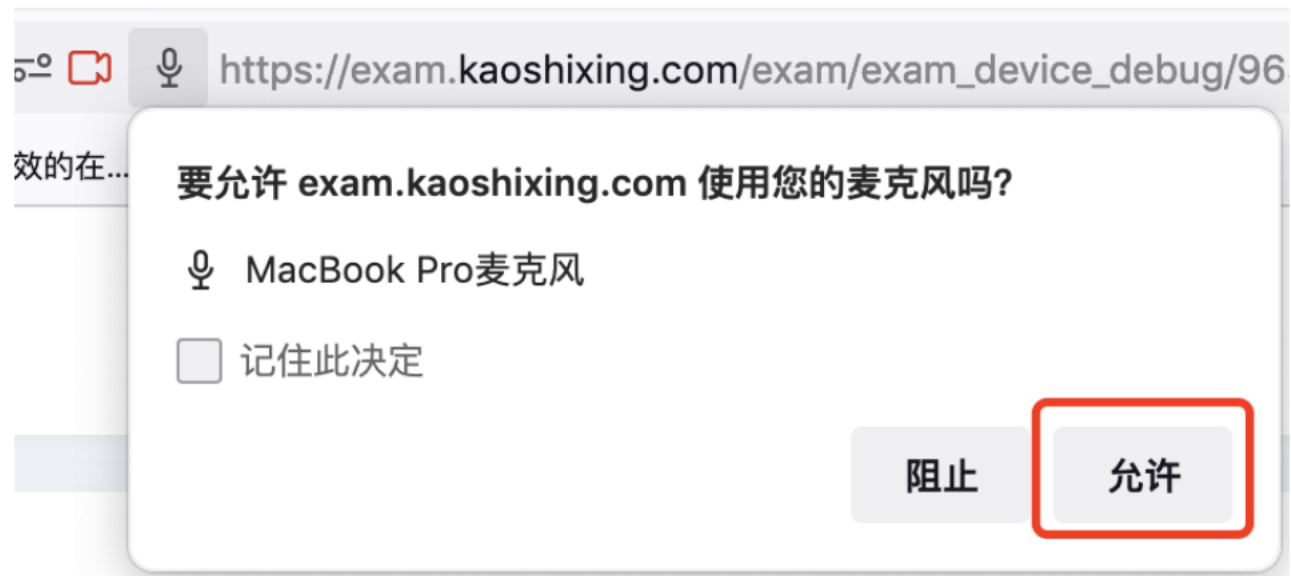 https://exam.kaoshixing.com/exam/exam_device_debug/96
效的在...
要允许 exam.kaoshixing.com 使用您的麦克风吗?
MacBook Pro麦克风
记住此决定
阻止 允许